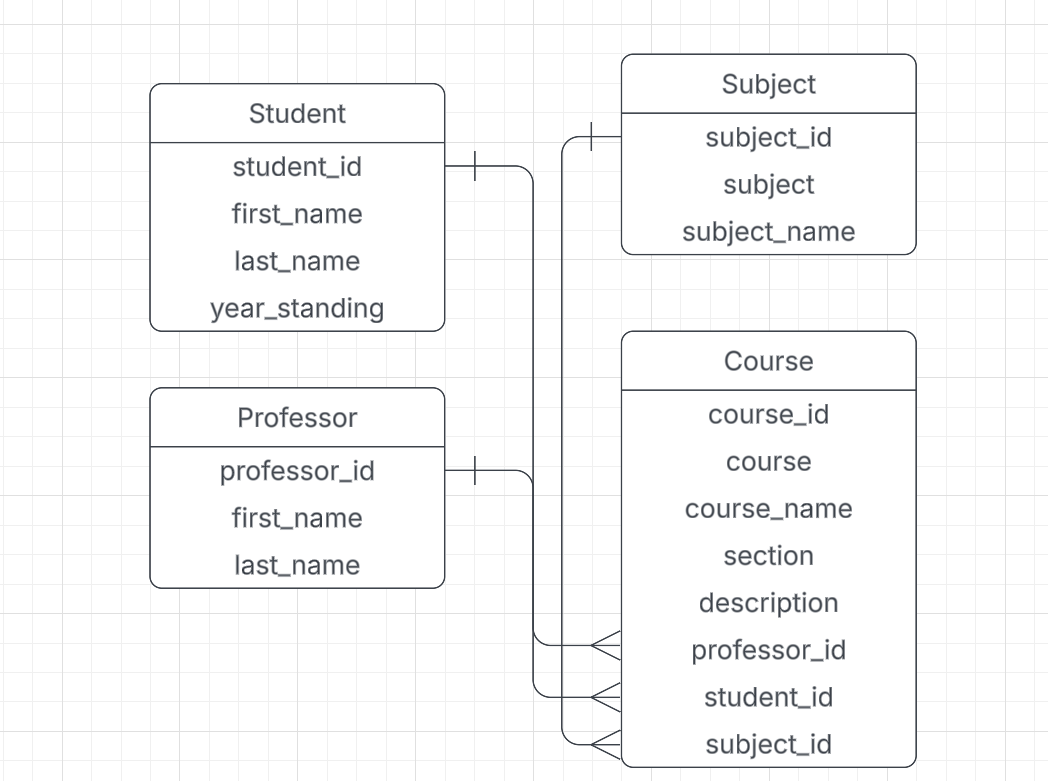 Student
student_id
first_name
last_name
year_standing
Professor
professor_id
first_name
last_name
Subject
subject_id
subject
subject_name
Course
course_id
course
course_name
section
description
professor_id
student_id
subject_id